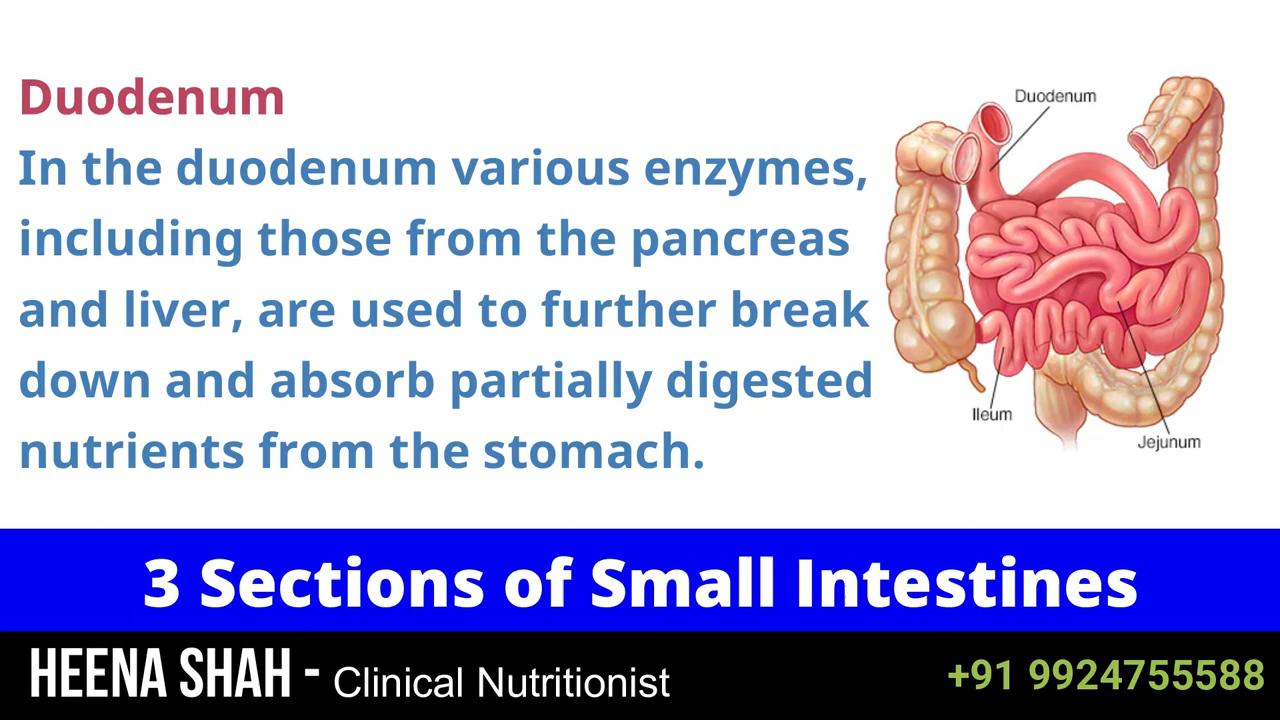 Duodenum
In the duodenum various enzymes,
including those from the pancreas
and liver, are used to further break
down and absorb partially digested
nutrients from the stomach.
Duodenum
Ileum
Jejunum
3 Sections of Small Intestines
HEENA SHAH - Clinical Nutritionist
+91 9924755588